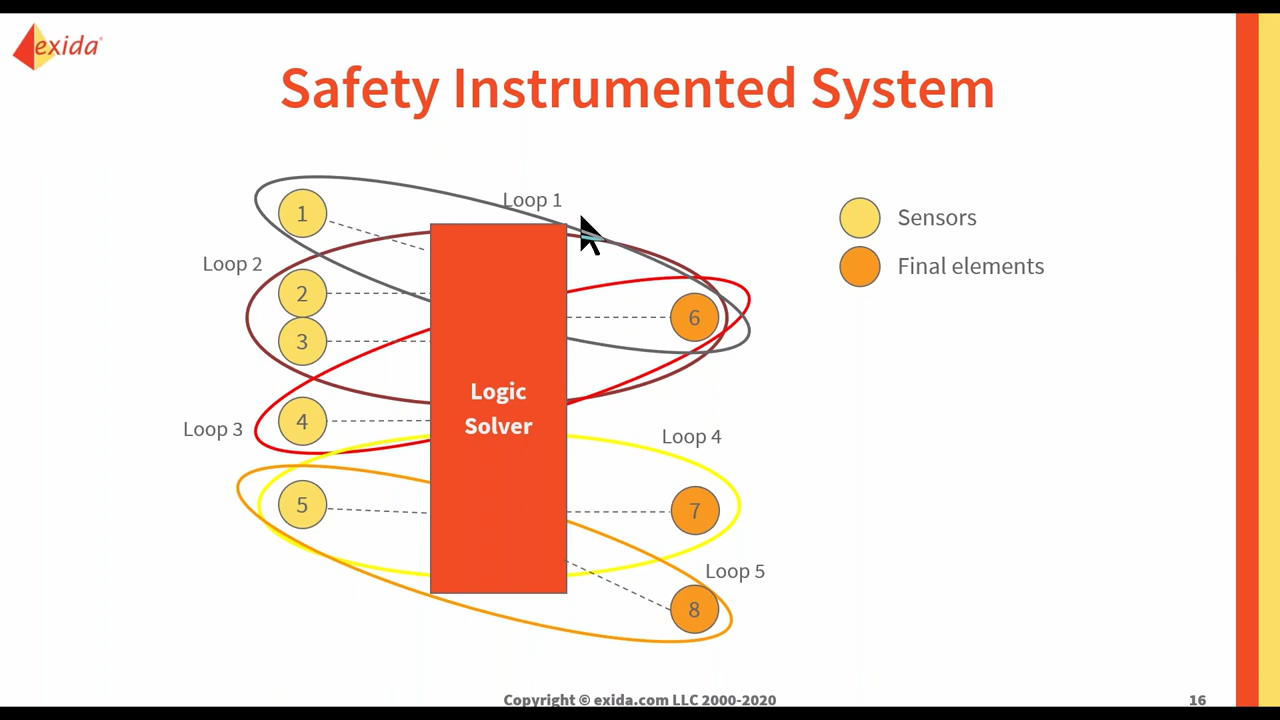 exida
Safety Instrumented System
Loop 1
1
Sensors
Loop 2
Final elements
2
6
3
Logic
Solver
4
Loop 3
Loop 4
5
7
Loop 5
8
Copyright © exida.com LLC 2000-2020
16